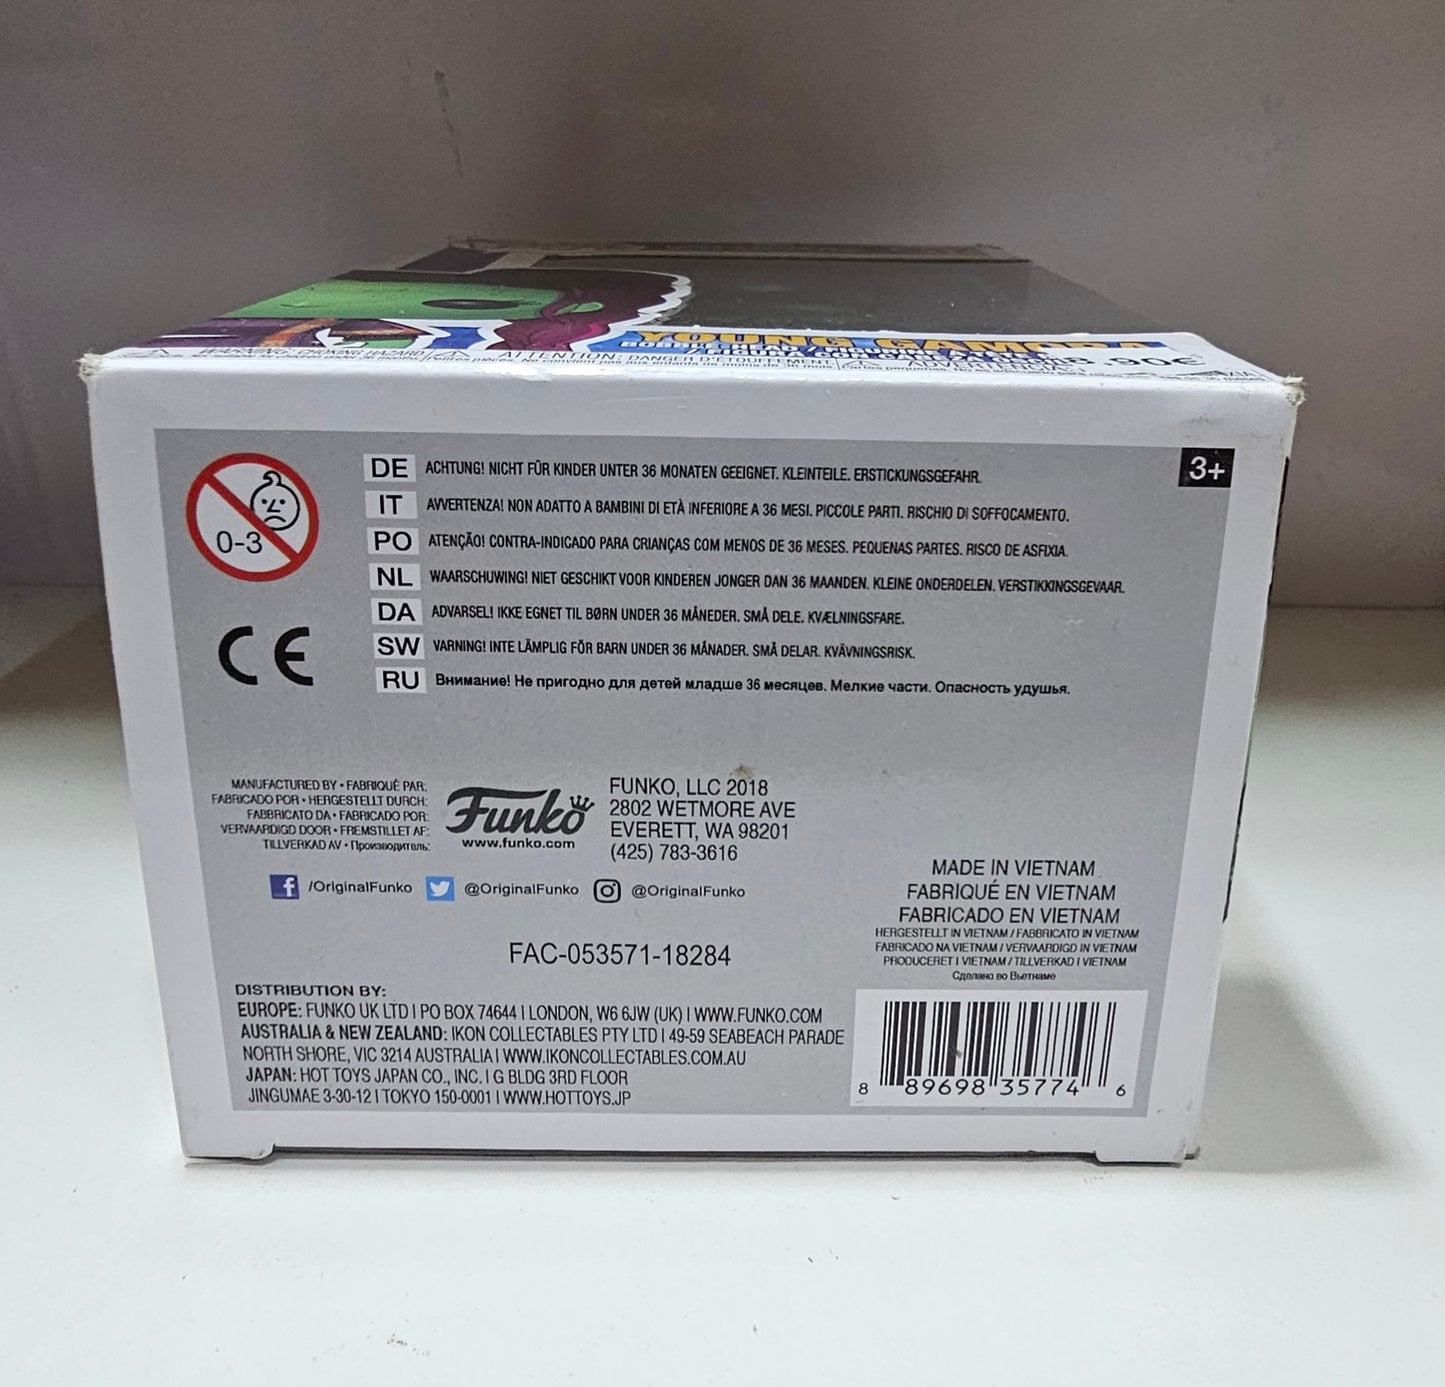 YOUNG GAMORA
WARNING: CHOKING HAZARD
ATTENTION: DANGER D'ÉTOUFFEMENT
ADVERTENCIA:
,90€
0-3
CE
3+
DE ACHTUNG! NICHT FÜR KINDER UNTER 36 MONATEN GEEIGNET. KLEINTEILE. ERSTICKUNGSGEFAHR.
IT AVVERTENZA! NON ADATTO A BAMBINI DI ETÀ INFERIORE A 36 MESI. PICCOLE PARTI. RISCHIO DI SOFFOCAMENTO.
PO ATENÇÃO! CONTRA-INDICADO PARA CRIANÇAS COM MENOS DE 36 MESES. PEQUENAS PARTES. RISCO DE ASFIXIA.
NL WAARSCHUWING! NIET GESCHIKT VOOR KINDEREN JONGER DAN 36 MAANDEN. KLEINE ONDERDELEN. VERSTIKKINGSGEVAAR.
DA ADVARSEL! IKKE EGNET TIL BØRN UNDER 36 MÅNEDER. SMÅ DELE. KVÆLNINGSFARE.
SW VARNING! INTE LÄMPLIG FÖR BARN UNDER 36 MÅNADER. SMÅ DELAR. KVÄVNINGSRISK.
RU Внимание! Не пригодно для детей младше 36 месяцев. Мелкие части. Опасность удушья.
MANUFACTURED BY • FABRIQUÉ PAR:
FABRICADO POR • HERGESTELLT DURCH:
FABBRICATO DA • FABRICADO POR:
VERVAARDIGD DOOR • FREMSTILLET AF:
TILLVERKAD AV • Производитель:
Funko
www.funko.com
FUNKO, LLC 2018
2802 WETMORE AVE
EVERETT, WA 98201
(425) 783-3616
/OriginalFunko @OriginalFunko @OriginalFunko
FAC-053571-18284
MADE IN VIETNAM
FABRIQUÉ EN VIETNAM
FABRICADO EN VIETNAM
HERGESTELLT IN VIETNAM / FABBRICATO IN VIETNAM
FABRICADO NA VIETNAM / VERVAARDIGD IN VIETNAM
PRODUCERET I VIETNAM / TILLVERKAD I VIETNAM
Сделано во Вьетнаме
DISTRIBUTION BY:
EUROPE: FUNKO UK LTD | PO BOX 74644 | LONDON, W6 6JW (UK) | WWW.FUNKO.COM
AUSTRALIA & NEW ZEALAND: IKON COLLECTABLES PTY LTD | 49-59 SEABEACH PARADE
NORTH SHORE, VIC 3214 AUSTRALIA | WWW.IKONCOLLECTABLES.COM.AU
JAPAN: HOT TOYS JAPAN CO., INC. | G BLDG 3RD FLOOR
JINGUMAE 3-30-12 | TOKYO 150-0001 | WWW.HOTTOYS.JP
8 89698 35774 6